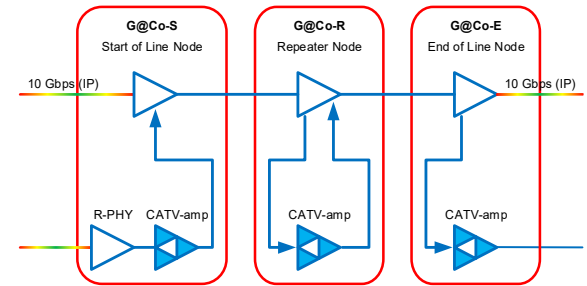 G@Co-S
Start of Line Node
G@Co-R
Repeater Node
G@Co-E
End of Line Node
10 Gbps (IP)
10 Gbps (IP)
R-PHY
CATV-amp
CATV-amp
CATV-amp